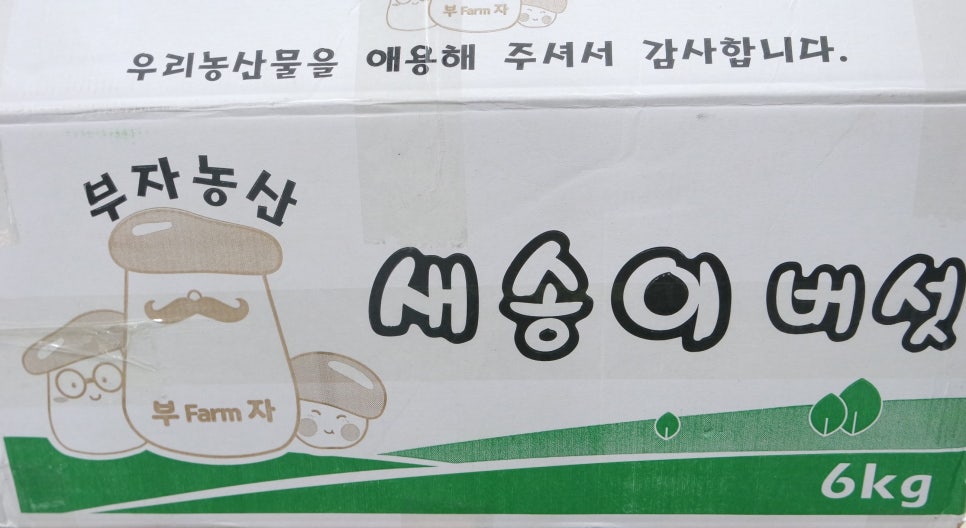 부 Farm 자
우리농산물을 애용해 주셔서 감사합니다.
부자농산
새송이 버섯
부 Farm 자
6kg